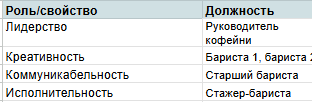 Роль/свойство Должность
Лидерство Руководитель
кофейни
Креативность Бариста 1, бариста 2
Коммуникабельность Старший бариста
Исполнительность Стажер-бариста